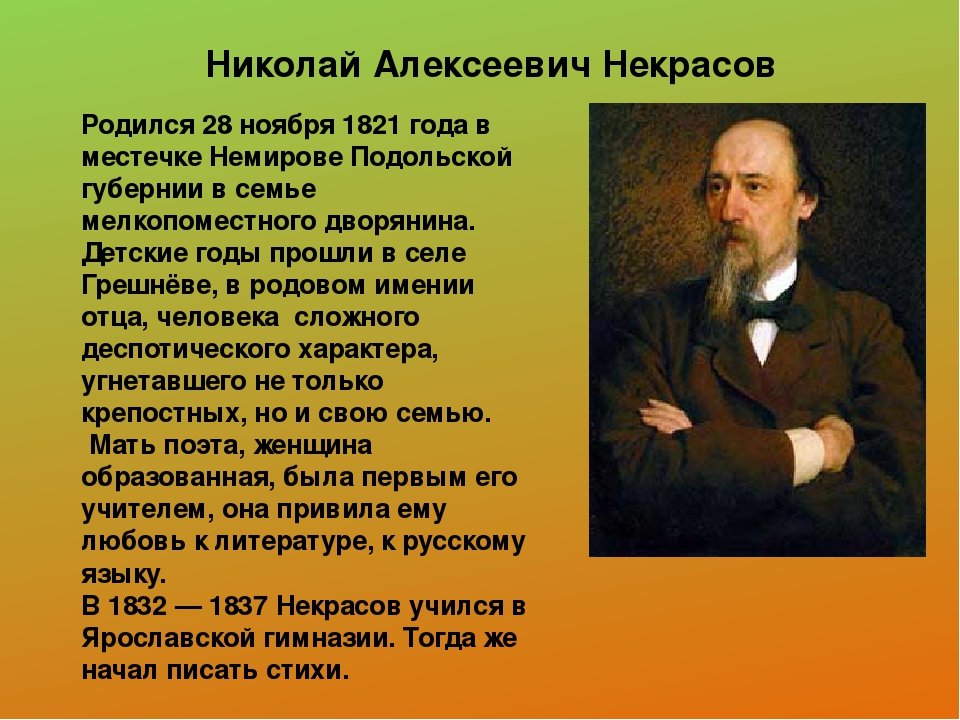 Николай Алексеевич Некрасов
Родился 28 ноября 1821 года в
местечке Немирове Подольской
губернии в семье
мелкопоместного дворянина.
Детские годы прошли в селе
Грешнёве, в родовом имении
отца, человека сложного
деспотического характера,
угнетавшего не только
крепостных, но и свою семью.
Мать поэта, женщина
образованная, была первым его
учителем, она привила ему
любовь к литературе, к русскому
языку.
В 1832 — 1837 Некрасов учился в
Ярославской гимназии. Тогда же
начал писать стихи.